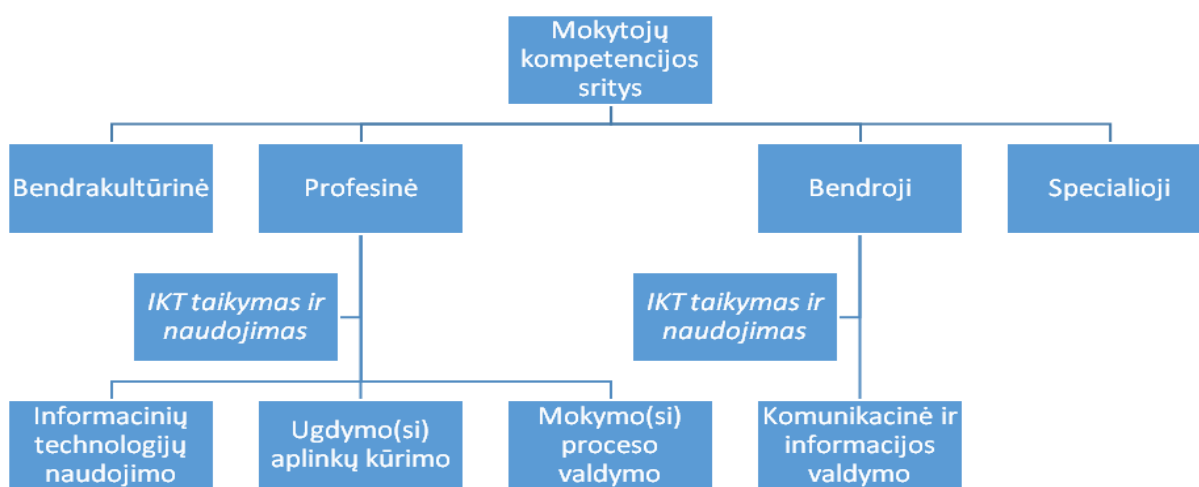 Mokytojų
kompetencijos
sritys
Bendrakultūrinė
Profesinė
Bendroji
Specialioji
IKT taikymas ir
naudojimas
IKT taikymas ir
naudojimas
Informacinių
technologijų
naudojimo
Ugdymo(si)
aplinkų kūrimo
Mokymo(si)
proceso
valdymo
Komunikacinė ir
informacijos
valdymo